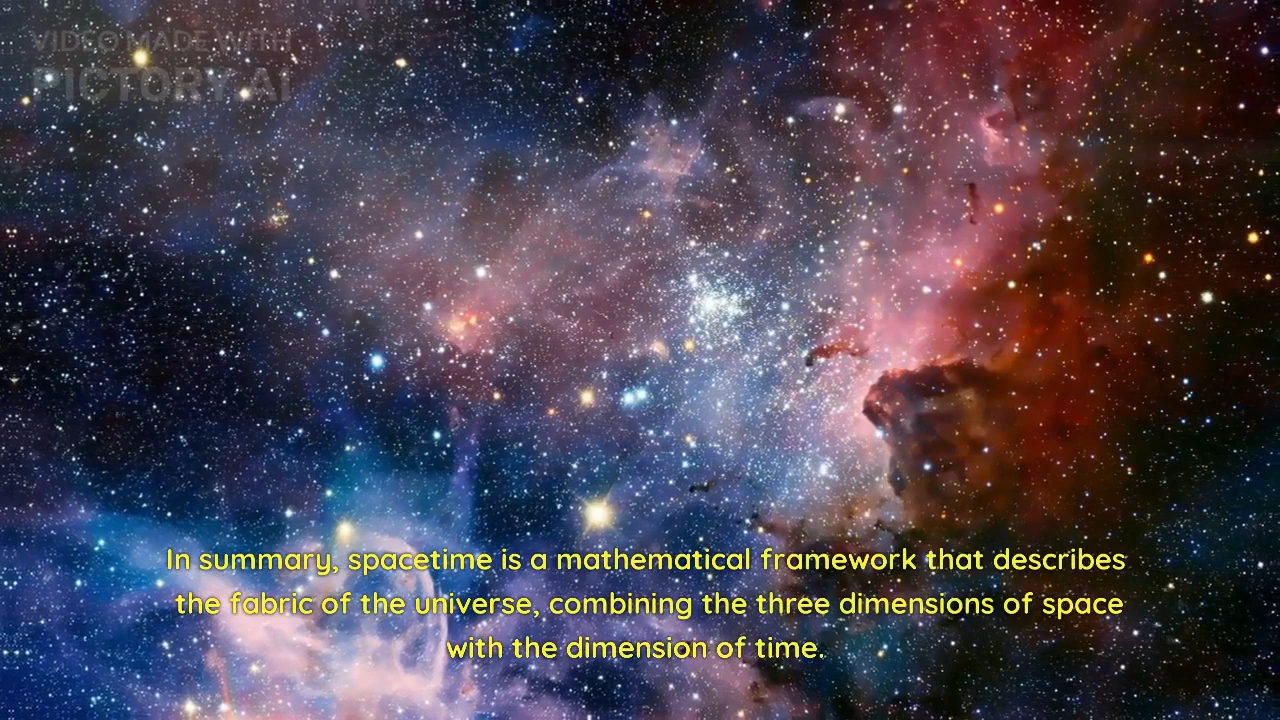 VIDEO MADE WITH
PICTORY.AI
In summary, spacetime is a mathematical framework that describes
the fabric of the universe, combining the three dimensions of space
with the dimension of time.